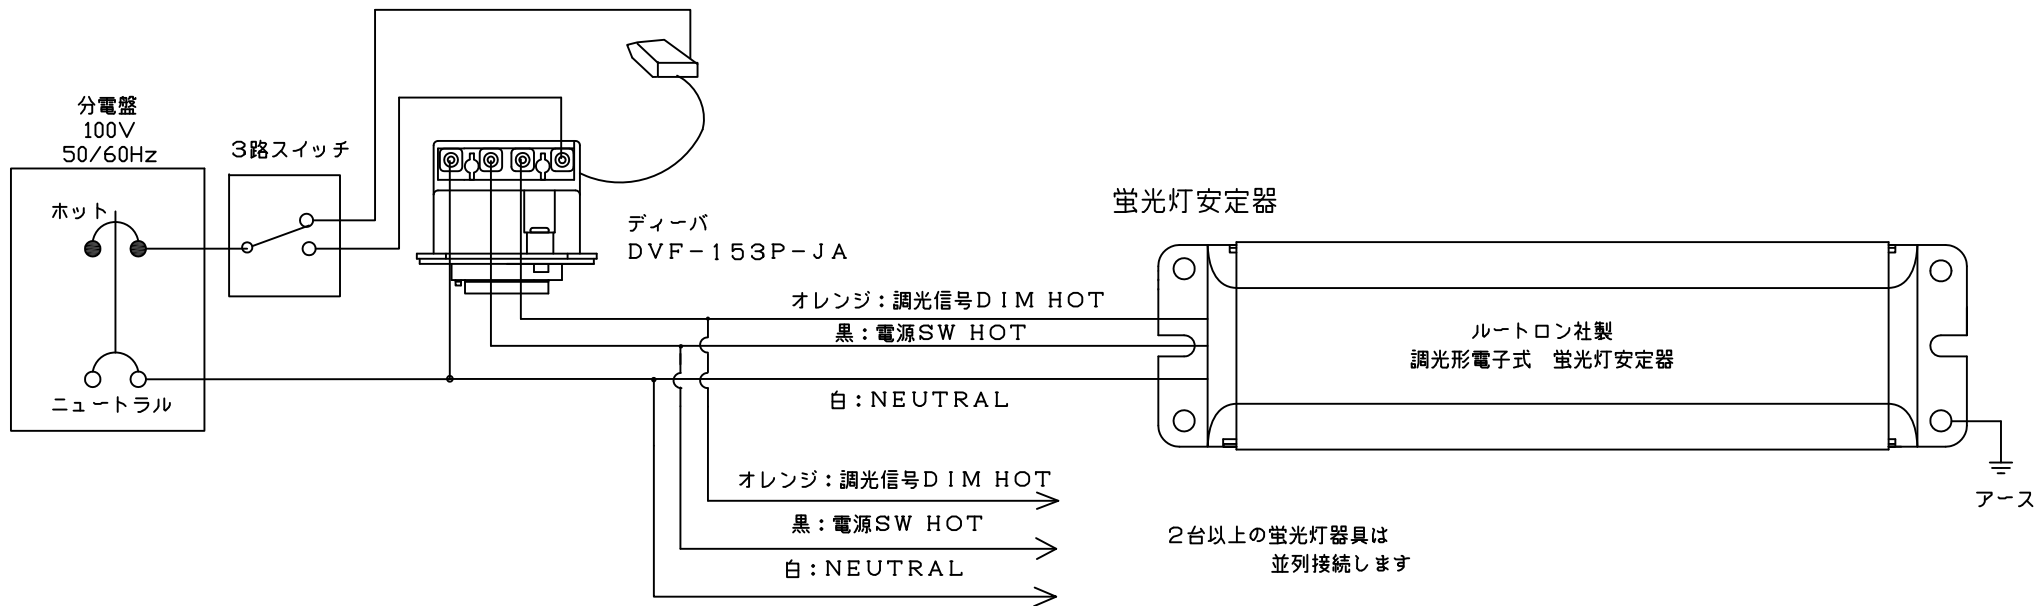 分電盤
100V
50/60Hz
3路スイッチ
ホット
ニュートラル
ディーバ
DVF-153P-JA
オレンジ:調光信号DIM HOT
黒:電源SW HOT
白:NEUTRAL
オレンジ:調光信号DIM HOT
黒:電源SW HOT
白:NEUTRAL
蛍光灯安定器
ルートロン社製
調光形電子式 蛍光灯安定器
アース
2台以上の蛍光灯器具は
並列接続します